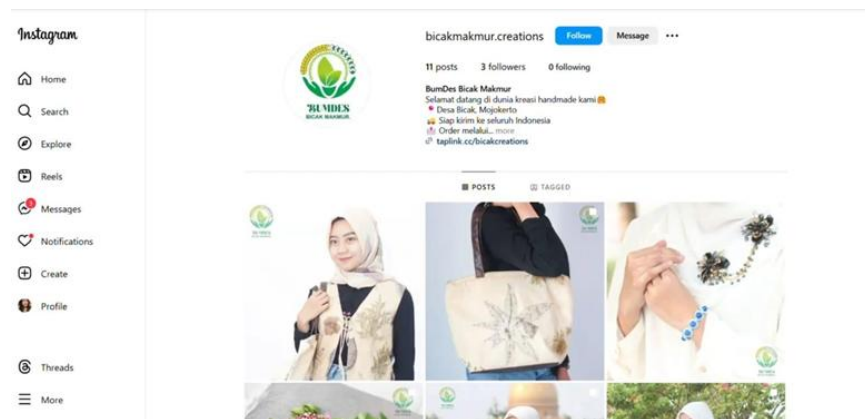 Instagram
Home
Search
Explore
Reels
Messages
Notifications
Create
Profile
Threads
More
bicakmakmur.creations Follow Message
11 posts 3 followers 0 following
BumDes Bicak Makmur
Selamat datang di dunia kreasi handmade kami
Desa Bicak, Mojokerto
Siap kirim ke seluruh Indonesia
Order melalui... more
taplink.cc/bicakcreations
BUMDES
BICAK MAKMUR
POSTS TAGGED